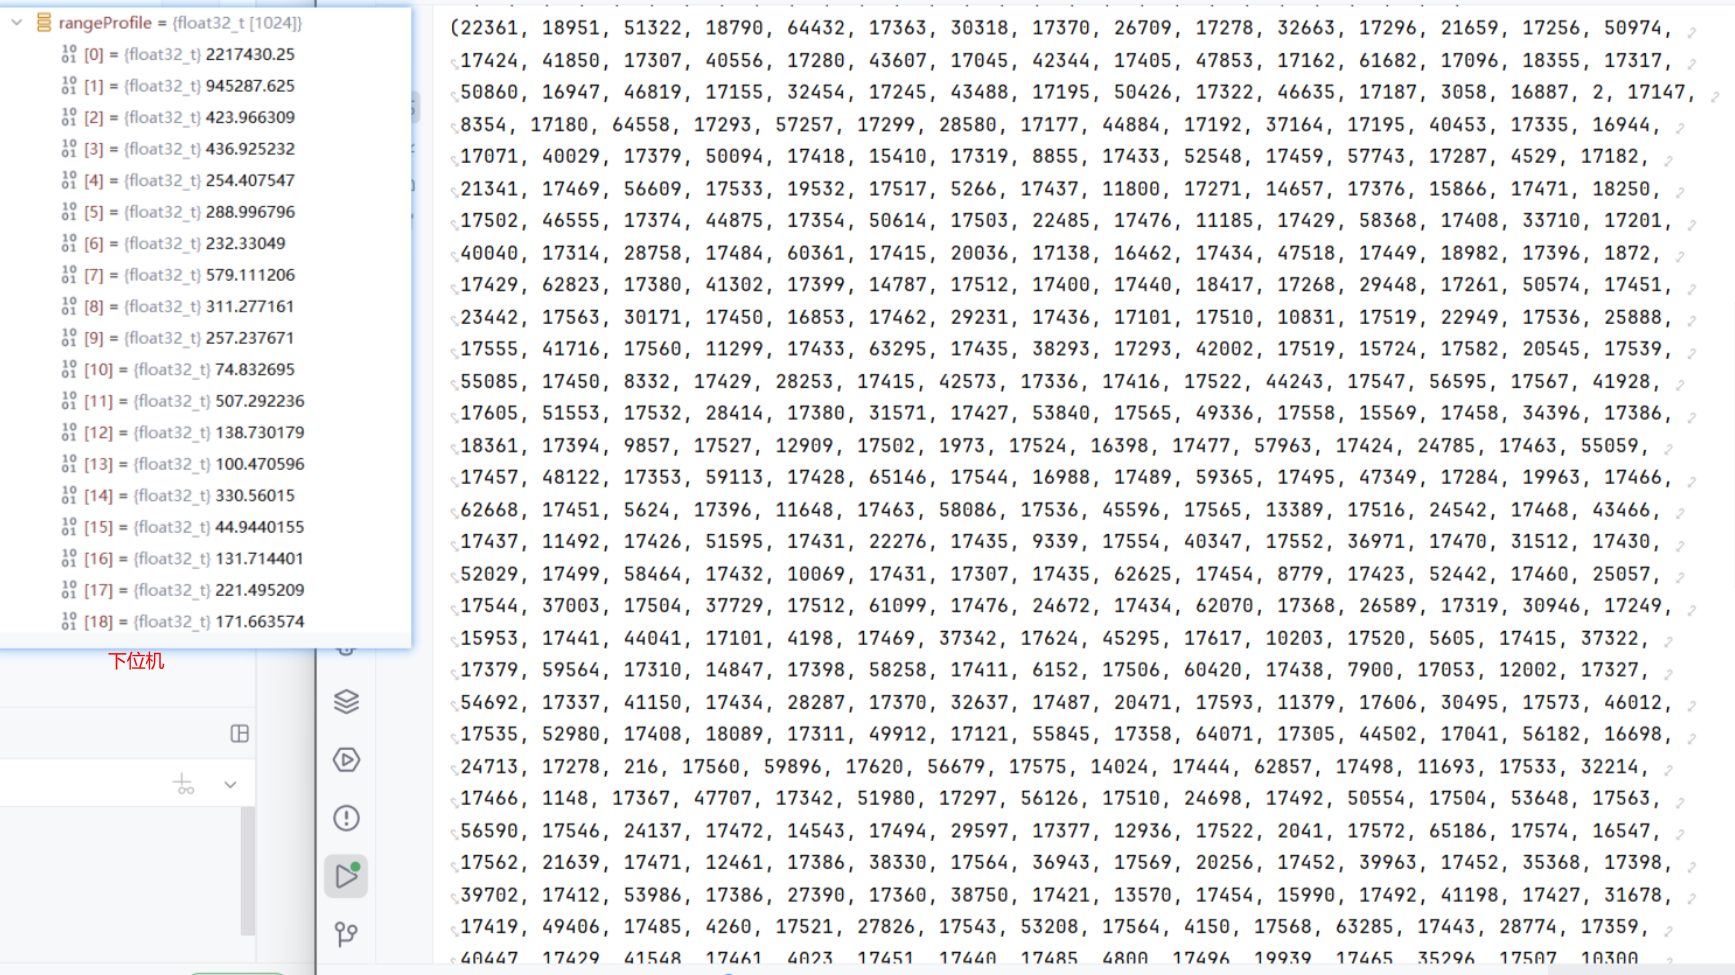 rangeProfile = {float32_t [1024]}
[0] = {float32_t} 2217430.25
[1] = {float32_t} 945287.625
[2] = {float32_t} 423.966309
[3] = {float32_t} 436.925232
[4] = {float32_t} 254.407547
[5] = {float32_t} 288.996796
[6] = {float32_t} 232.33049
[7] = {float32_t} 579.111206
[8] = {float32_t} 311.277161
[9] = {float32_t} 257.237671
[10] = {float32_t} 74.832695
[11] = {float32_t} 507.292236
[12] = {float32_t} 138.730179
[13] = {float32_t} 100.470596
[14] = {float32_t} 330.56015
[15] = {float32_t} 44.9440155
[16] = {float32_t} 131.714401
[17] = {float32_t} 221.495209
[18] = {float32_t} 171.663574
下位机
(22361, 18951, 51322, 18790, 64432, 17363, 30318, 17370, 26709, 17278, 32663, 17296, 21659, 17256, 50974,
17424, 41850, 17307, 40556, 17280, 43607, 17045, 42344, 17405, 47853, 17162, 61682, 17096, 18355, 17317,
50860, 16947, 46819, 17155, 32454, 17245, 43488, 17195, 50426, 17322, 46635, 17187, 3058, 16887, 2, 17147,
8354, 17180, 64558, 17293, 57257, 17299, 28580, 17177, 44884, 17192, 37164, 17195, 40453, 17335, 16944,
17071, 40029, 17379, 50094, 17418, 15410, 17319, 8855, 17433, 52548, 17459, 57743, 17287, 4529, 17182,
21341, 17469, 56609, 17533, 19532, 17517, 5266, 17437, 11800, 17271, 14657, 17376, 15866, 17471, 18250,
17502, 46555, 17374, 44875, 17354, 50614, 17503, 22485, 17476, 11185, 17429, 58368, 17408, 33710, 17201,
40040, 17314, 28758, 17484, 60361, 17415, 20036, 17138, 16462, 17434, 47518, 17449, 18982, 17396, 1872,
17429, 62823, 17380, 41302, 17399, 14787, 17512, 17400, 17440, 18417, 17268, 29448, 17261, 50574, 17451,
23442, 17563, 30171, 17450, 16853, 17462, 29231, 17436, 17101, 17510, 10831, 17519, 22949, 17536, 25888,
17555, 41716, 17560, 11299, 17433, 63295, 17435, 38293, 17293, 42002, 17519, 15724, 17582, 20545, 17539,
55085, 17450, 8332, 17429, 28253, 17415, 42573, 17336, 17416, 17522, 44243, 17547, 56595, 17567, 41928,
17605, 51553, 17532, 28414, 17380, 31571, 17427, 53840, 17565, 49336, 17558, 15569, 17458, 34396, 17386,
18361, 17394, 9857, 17527, 12909, 17502, 1973, 17524, 16398, 17477, 57963, 17424, 24785, 17463, 55059,
17457, 48122, 17353, 59113, 17428, 65146, 17544, 16988, 17489, 59365, 17495, 47349, 17284, 19963, 17466,
62668, 17451, 5624, 17396, 11648, 17463, 58086, 17536, 45596, 17565, 13389, 17516, 24542, 17468, 43466,
17437, 11492, 17426, 51595, 17431, 22276, 17435, 9339, 17554, 40347, 17552, 36971, 17470, 31512, 17430,
52029, 17499, 58464, 17432, 10069, 17431, 17307, 17435, 62625, 17454, 8779, 17423, 52442, 17460, 25057,
17544, 37003, 17504, 37729, 17512, 61099, 17476, 24672, 17434, 62070, 17368, 26589, 17319, 30946, 17249,
15953, 17441, 44041, 17101, 4198, 17469, 37342, 17624, 45295, 17617, 10203, 17520, 5605, 17415, 37322,
17379, 59564, 17310, 14847, 17398, 58258, 17411, 6152, 17506, 60420, 17438, 7900, 17053, 12002, 17327,
54692, 17337, 41150, 17434, 28287, 17370, 32637, 17487, 20471, 17593, 11379, 17606, 30495, 17573, 46012,
17535, 52980, 17408, 18089, 17311, 49912, 17121, 55845, 17358, 64071, 17305, 44502, 17041, 56182, 16698,
24713, 17278, 216, 17560, 59896, 17620, 56679, 17575, 14024, 17444, 62857, 17498, 11693, 17533, 32214,
17466, 1148, 17367, 47707, 17342, 51980, 17297, 56126, 17510, 24698, 17492, 50554, 17504, 53648, 17563,
56590, 17546, 24137, 17472, 14543, 17494, 29597, 17377, 12936, 17522, 2041, 17572, 65186, 17574, 16547,
17562, 21639, 17471, 12461, 17386, 38330, 17564, 36943, 17569, 20256, 17452, 39963, 17452, 35368, 17398,
39702, 17412, 53986, 17386, 27390, 17360, 38750, 17421, 13570, 17454, 15990, 17492, 41198, 17427, 31678,
17419, 49406, 17485, 4260, 17521, 27826, 17543, 53208, 17564, 4150, 17568, 63285, 17443, 28774, 17359,
40447, 17429, 41548, 17461, 4023, 17451, 17440, 17485, 4800, 17496, 19939, 17465, 35296, 17507, 10300